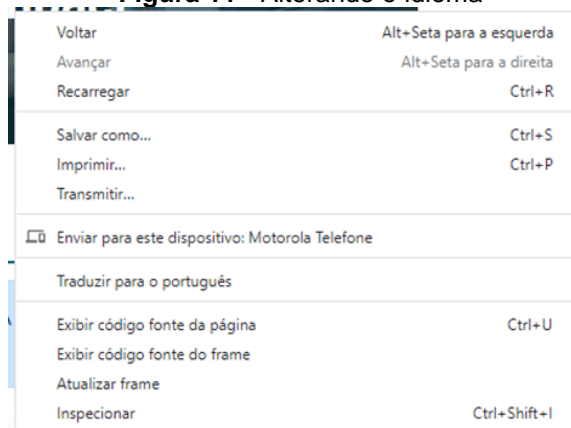 Alterando o idioma
Voltar Alt+Seta para a esquerda
Avançar Alt+Seta para a direita
Recarregar Ctrl+R
Salvar como... Ctrl+S
Imprimir... Ctrl+P
Transmitir...
Enviar para este dispositivo: Motorola Telefone
Traduzir para o português
Exibir código fonte da página Ctrl+U
Exibir código fonte do frame
Atualizar frame
Inspecionar Ctrl+Shift+I